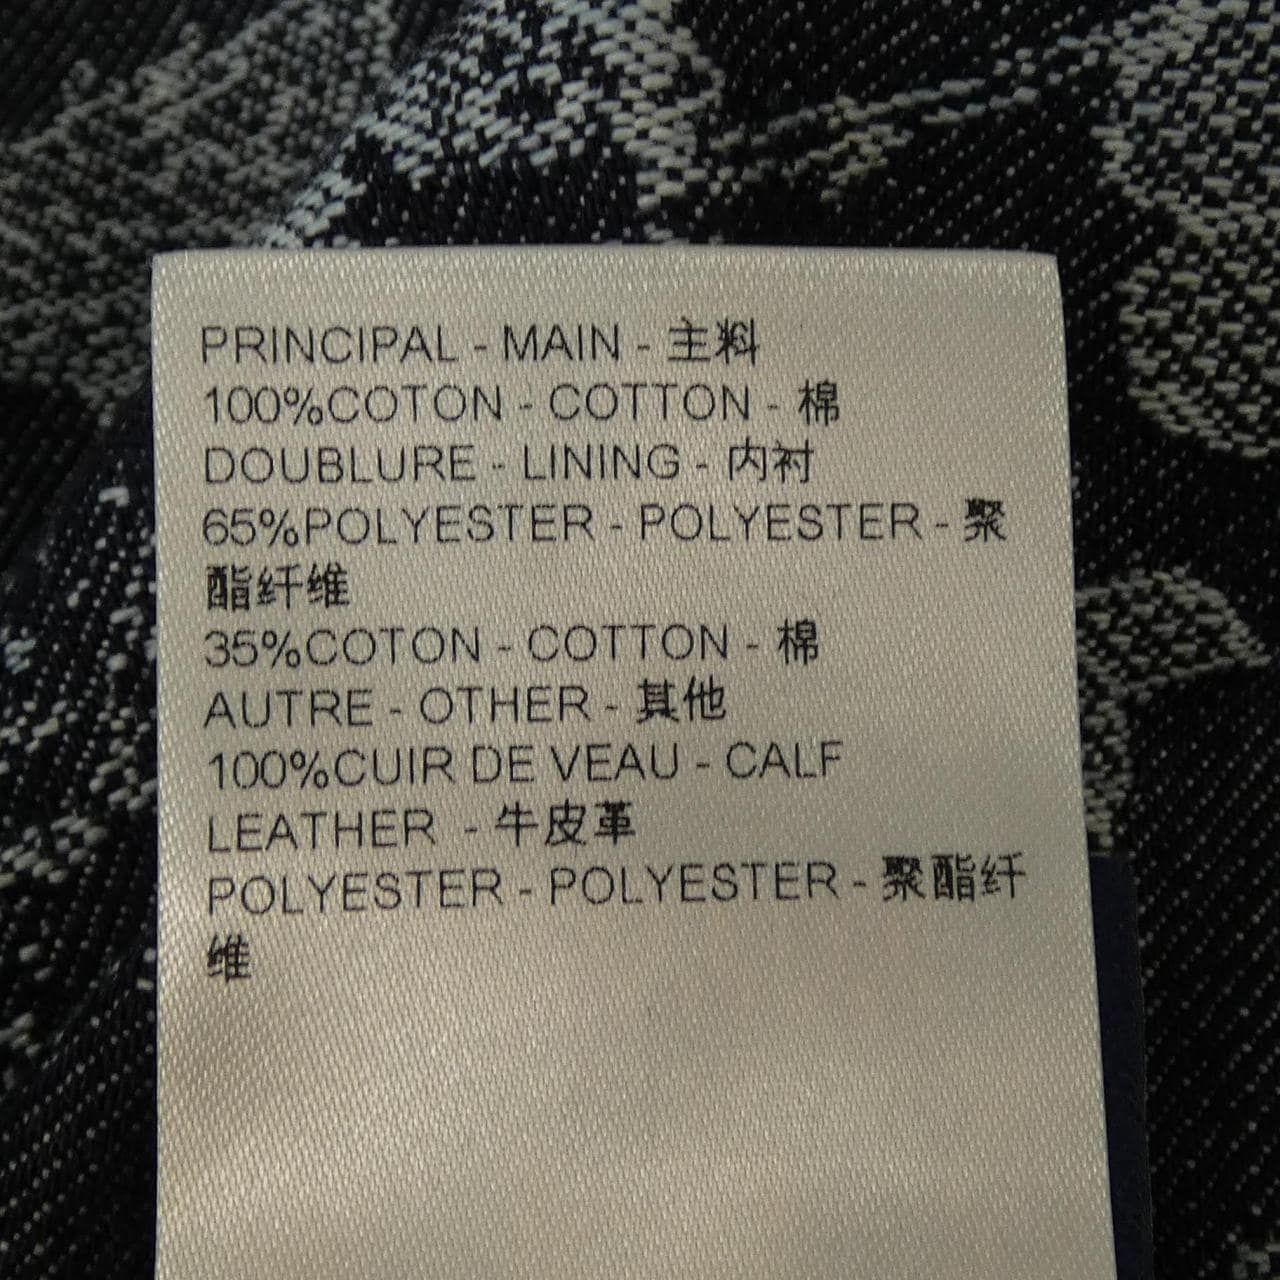 PRINCIPAL - MAIN - 主料
100%COTON - COTTON - 棉
DOUBLURE - LINING - 内衬
65%POLYESTER - POLYESTER - 聚
酯纤维
35%COTON - COTTON - 棉
AUTRE - OTHER - 其他
100%CUIR DE VEAU - CALF
LEATHER - 牛皮革
POLYESTER - POLYESTER - 聚酯纤
维